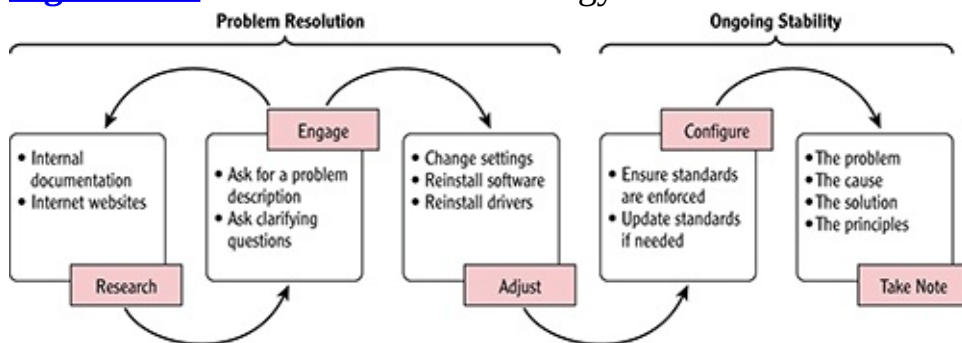 Problem Resolution
Ongoing Stability
• Internal
documentation
• Internet websites
Research
Engage
• Ask for a problem
description
• Ask clarifying
questions
• Change settings
• Reinstall software
• Reinstall drivers
Adjust
Configure
• Ensure standards
are enforced
• Update standards
if needed
• The problem
• The cause
• The solution
• The principles
Take Note